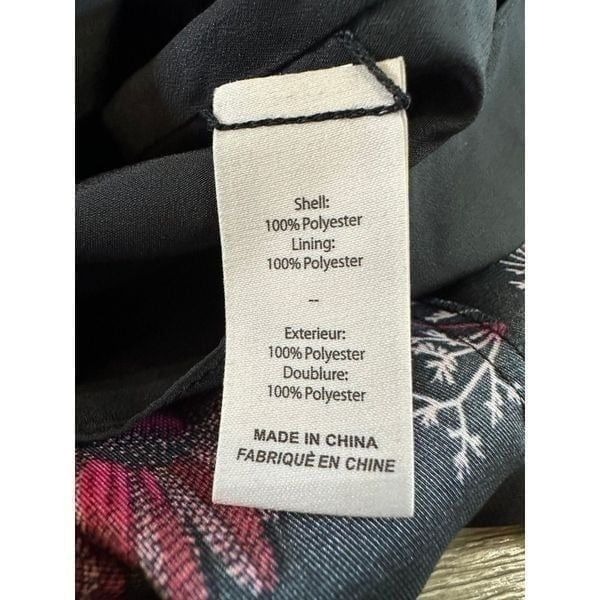 Shell:
100% Polyester
Lining:
100% Polyester
--
Exterieur:
100% Polyester
Doublure:
100% Polyester
MADE IN CHINA
FABRIQUÈ EN CHINE